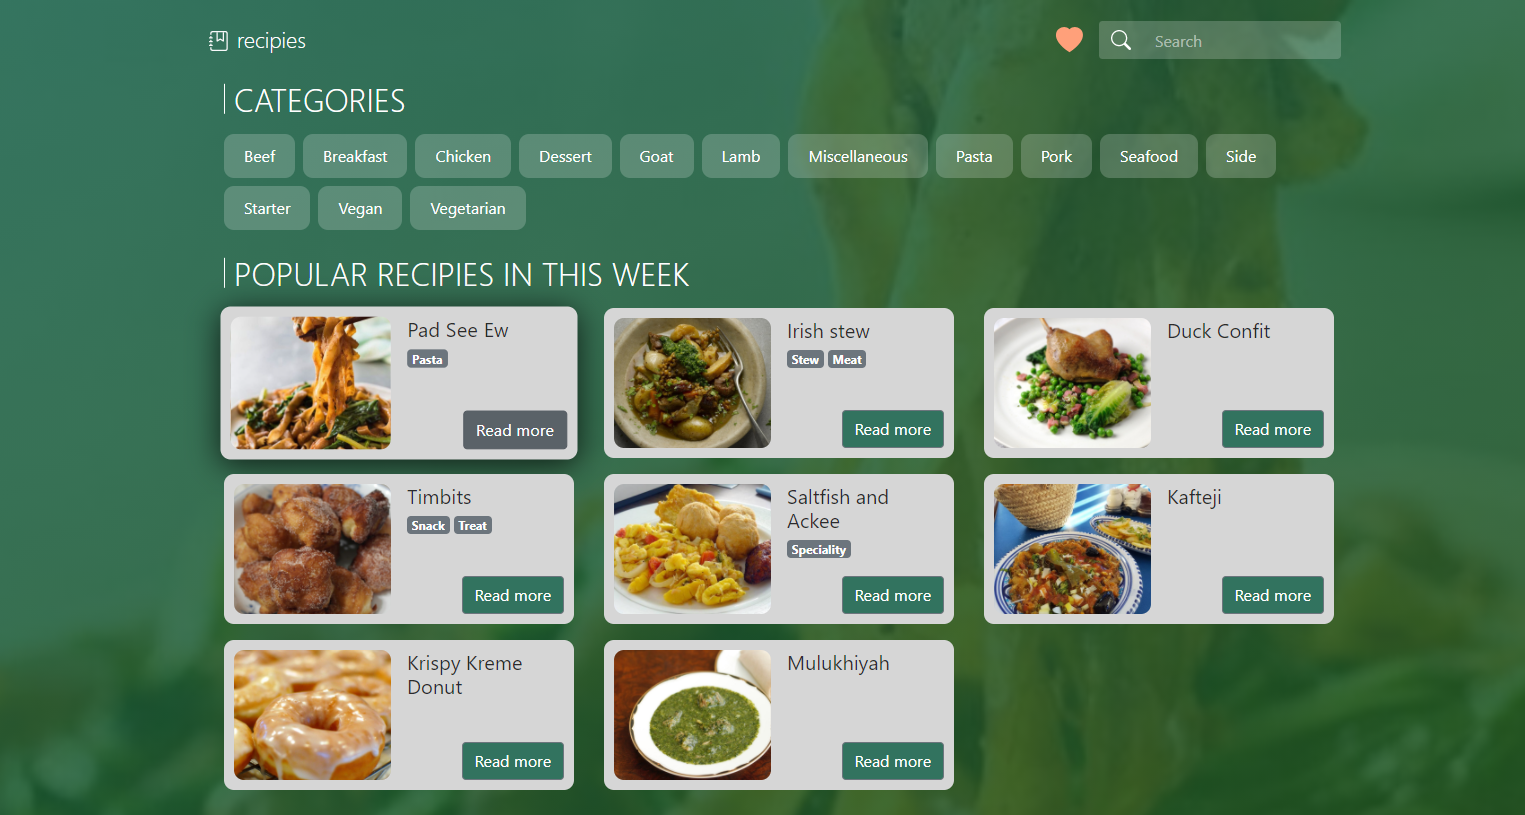 recipies
Search
CATEGORIES
Beef
Breakfast
Chicken
Dessert
Goat
Lamb
Miscellaneous
Pasta
Pork
Seafood
Side
Starter
Vegan
Vegetarian
POPULAR RECIPIES IN THIS WEEK
Pad See Ew
Pasta
Read more
Irish stew
Stew Meat
Read more
Duck Confit
Read more
Timbits
Snack Treat
Read more
Saltfish and
Ackee
Speciality
Read more
Kafteji
Read more
Krispy Kreme
Donut
Read more
Mulukhiyah
Read more